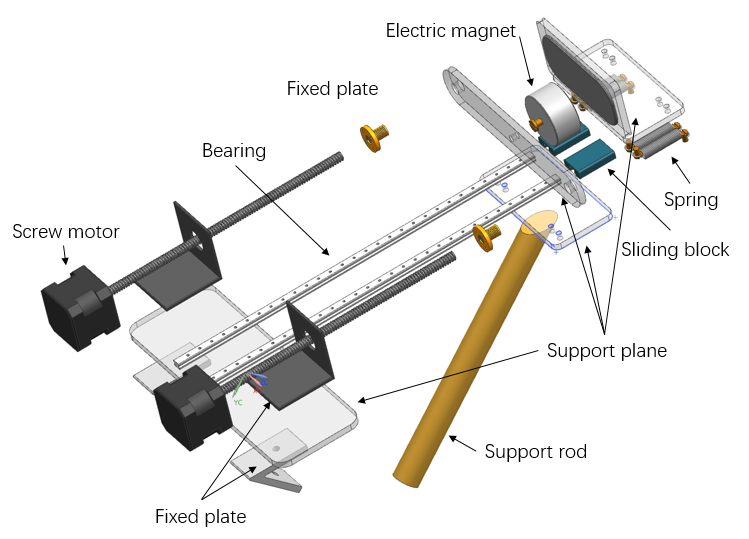 Electric magnet
Fixed plate
Bearing
Spring
Screw motor
Sliding block
Support plane
YC
Support rod
Fixed plate